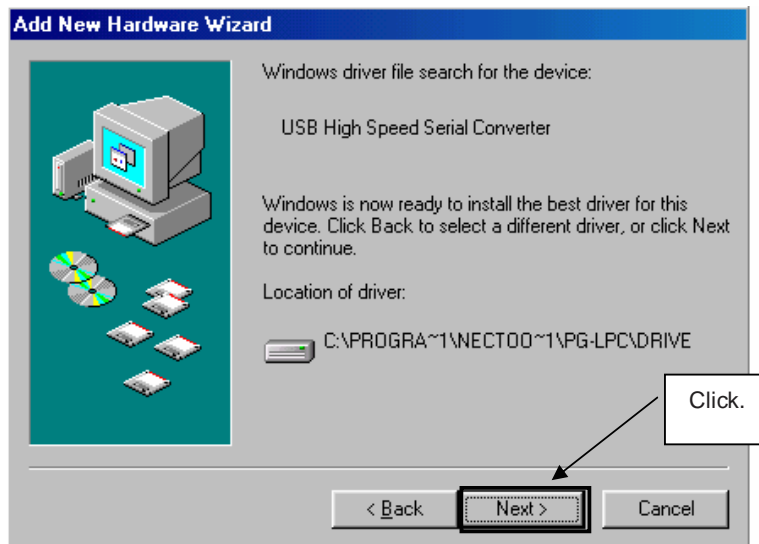 Add New Hardware Wizard
Windows driver file search for the device:
USB High Speed Serial Converter
Windows is now ready to install the best driver for this
device. Click Back to select a different driver, or click Next
to continue.
Location of driver:
C:\PROGRA~1\NECTOO~1\PG-LPC\DRIVE
Click.
< Back
Next >
Cancel